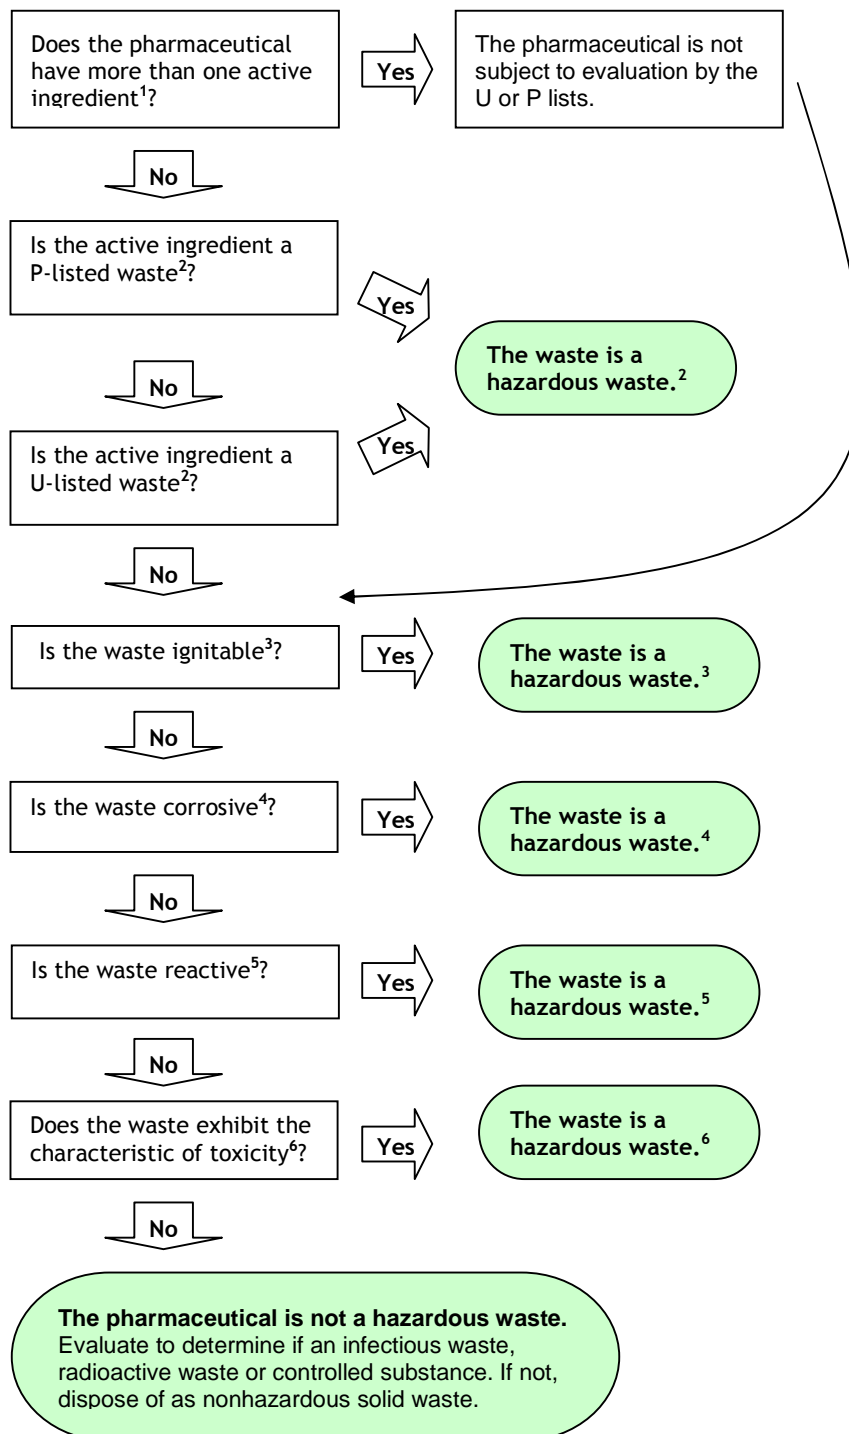 Does the pharmaceutical
have more than one active
ingredient¹?
Yes
The pharmaceutical is not
subject to evaluation by the
U or P lists.
No
Is the active ingredient a
P-listed waste²?
Yes
The waste is a
hazardous waste.²
No
Is the active ingredient a
U-listed waste²?
Yes
No
Is the waste ignitable³?
Yes
The waste is a
hazardous waste.³
No
Is the waste corrosive⁴?
Yes
The waste is a
hazardous waste.⁴
No
Is the waste reactive⁵?
Yes
The waste is a
hazardous waste.⁵
No
Does the waste exhibit the
characteristic of toxicity⁶?
Yes
The waste is a
hazardous waste.⁶
No
The pharmaceutical is not a hazardous waste.
Evaluate to determine if an infectious waste,
radioactive waste or controlled substance. If not,
dispose of as nonhazardous solid waste.